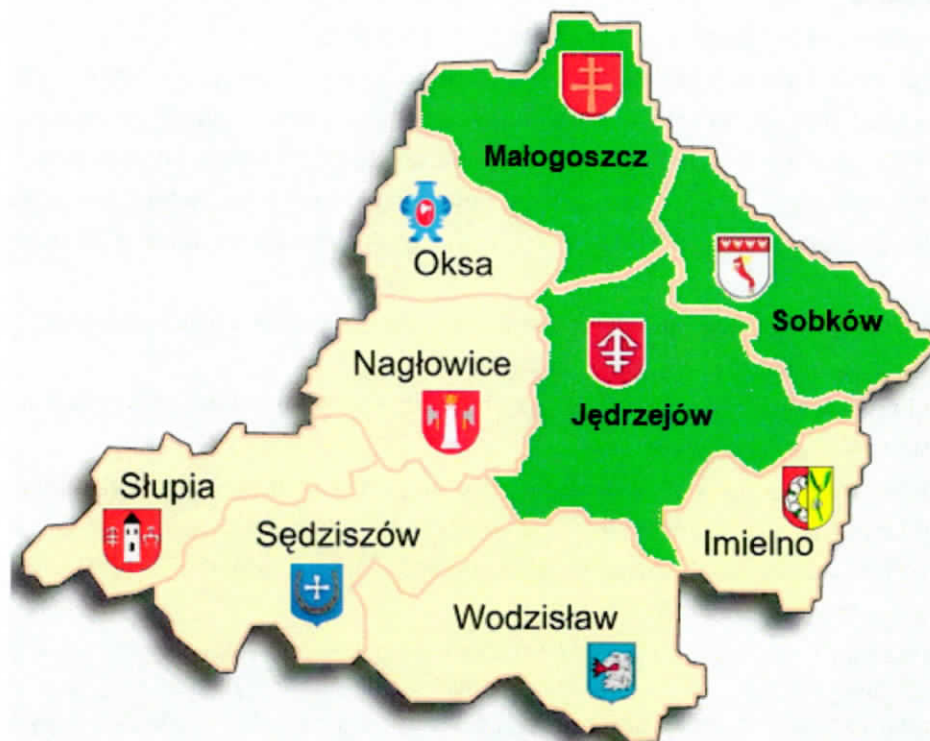 Małogoszcz
Oksa
Sobków
Nagłowice
Jędrzejów
Słupia
Sędziszów
Imielno
Wodzisław